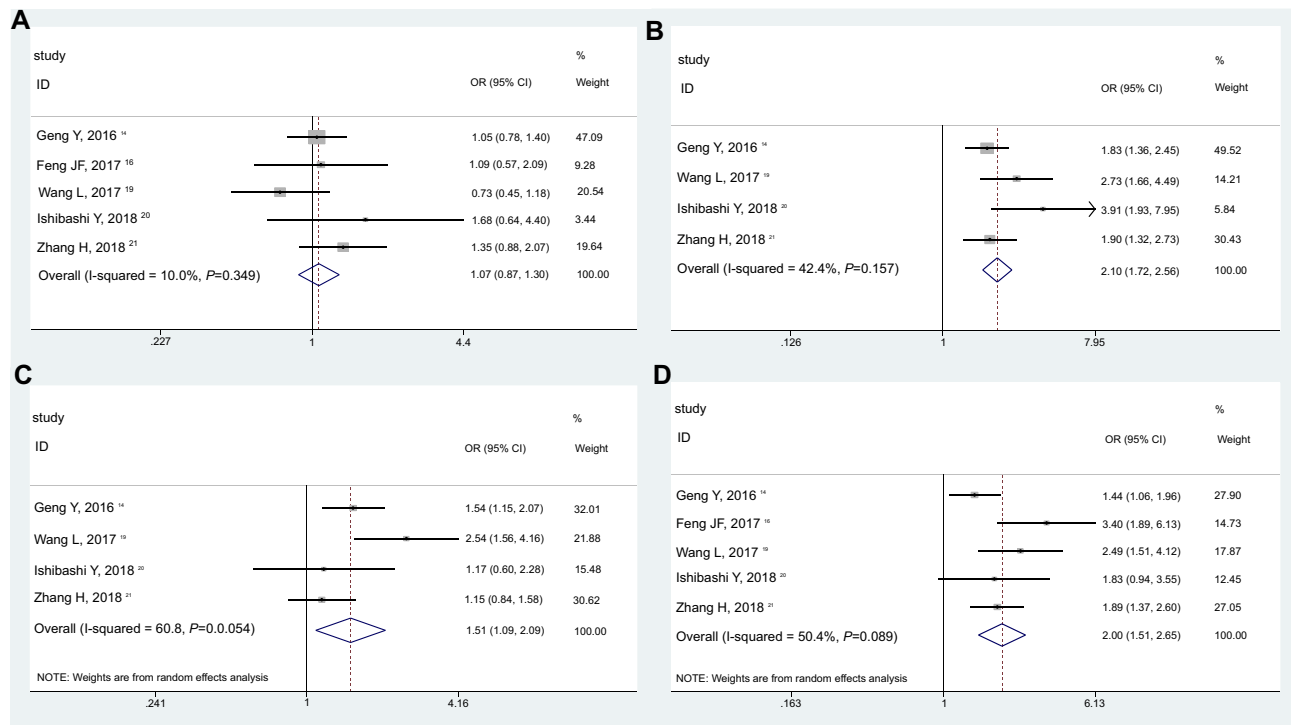 A
study %
ID OR (95% CI) Weight
Geng Y, 2016 14 1.05 (0.78, 1.40) 47.09
Feng JF, 2017 16 1.09 (0.57, 2.09) 9.28
Wang L, 2017 19 0.73 (0.45, 1.18) 20.54
Ishibashi Y, 2018 20 1.68 (0.64, 4.40) 3.44
Zhang H, 2018 21 1.35 (0.88, 2.07) 19.64
Overall (I-squared = 10.0%, P=0.349) 1.07 (0.87, 1.30) 100.00
.227 1 4.4
B
study %
ID OR (95% CI) Weight
Geng Y, 2016 14 1.83 (1.36, 2.45) 49.52
Wang L, 2017 19 2.73 (1.66, 4.49) 14.21
Ishibashi Y, 2018 20 3.91 (1.93, 7.95) 5.84
Zhang H, 2018 21 1.90 (1.32, 2.73) 30.43
Overall (I-squared = 42.4%, P=0.157) 2.10 (1.72, 2.56) 100.00
.126 1 7.95
C
study %
ID OR (95% CI) Weight
Geng Y, 2016 14 1.54 (1.15, 2.07) 32.01
Wang L, 2017 19 2.54 (1.56, 4.16) 21.88
Ishibashi Y, 2018 20 1.17 (0.60, 2.28) 15.48
Zhang H, 2018 21 1.15 (0.84, 1.58) 30.62
Overall (I-squared = 60.8, P=0.0.054) 1.51 (1.09, 2.09) 100.00
NOTE: Weights are from random effects analysis
.241 1 4.16
D
study %
ID OR (95% CI) Weight
Geng Y, 2016 14 1.44 (1.06, 1.96) 27.90
Feng JF, 2017 16 3.40 (1.89, 6.13) 14.73
Wang L, 2017 19 2.49 (1.51, 4.12) 17.87
Ishibashi Y, 2018 20 1.83 (0.94, 3.55) 12.45
Zhang H, 2018 21 1.89 (1.37, 2.60) 27.05
Overall (I-squared = 50.4%, P=0.089) 2.00 (1.51, 2.65) 100.00
NOTE: Weights are from random effects analysis
.163 1 6.13